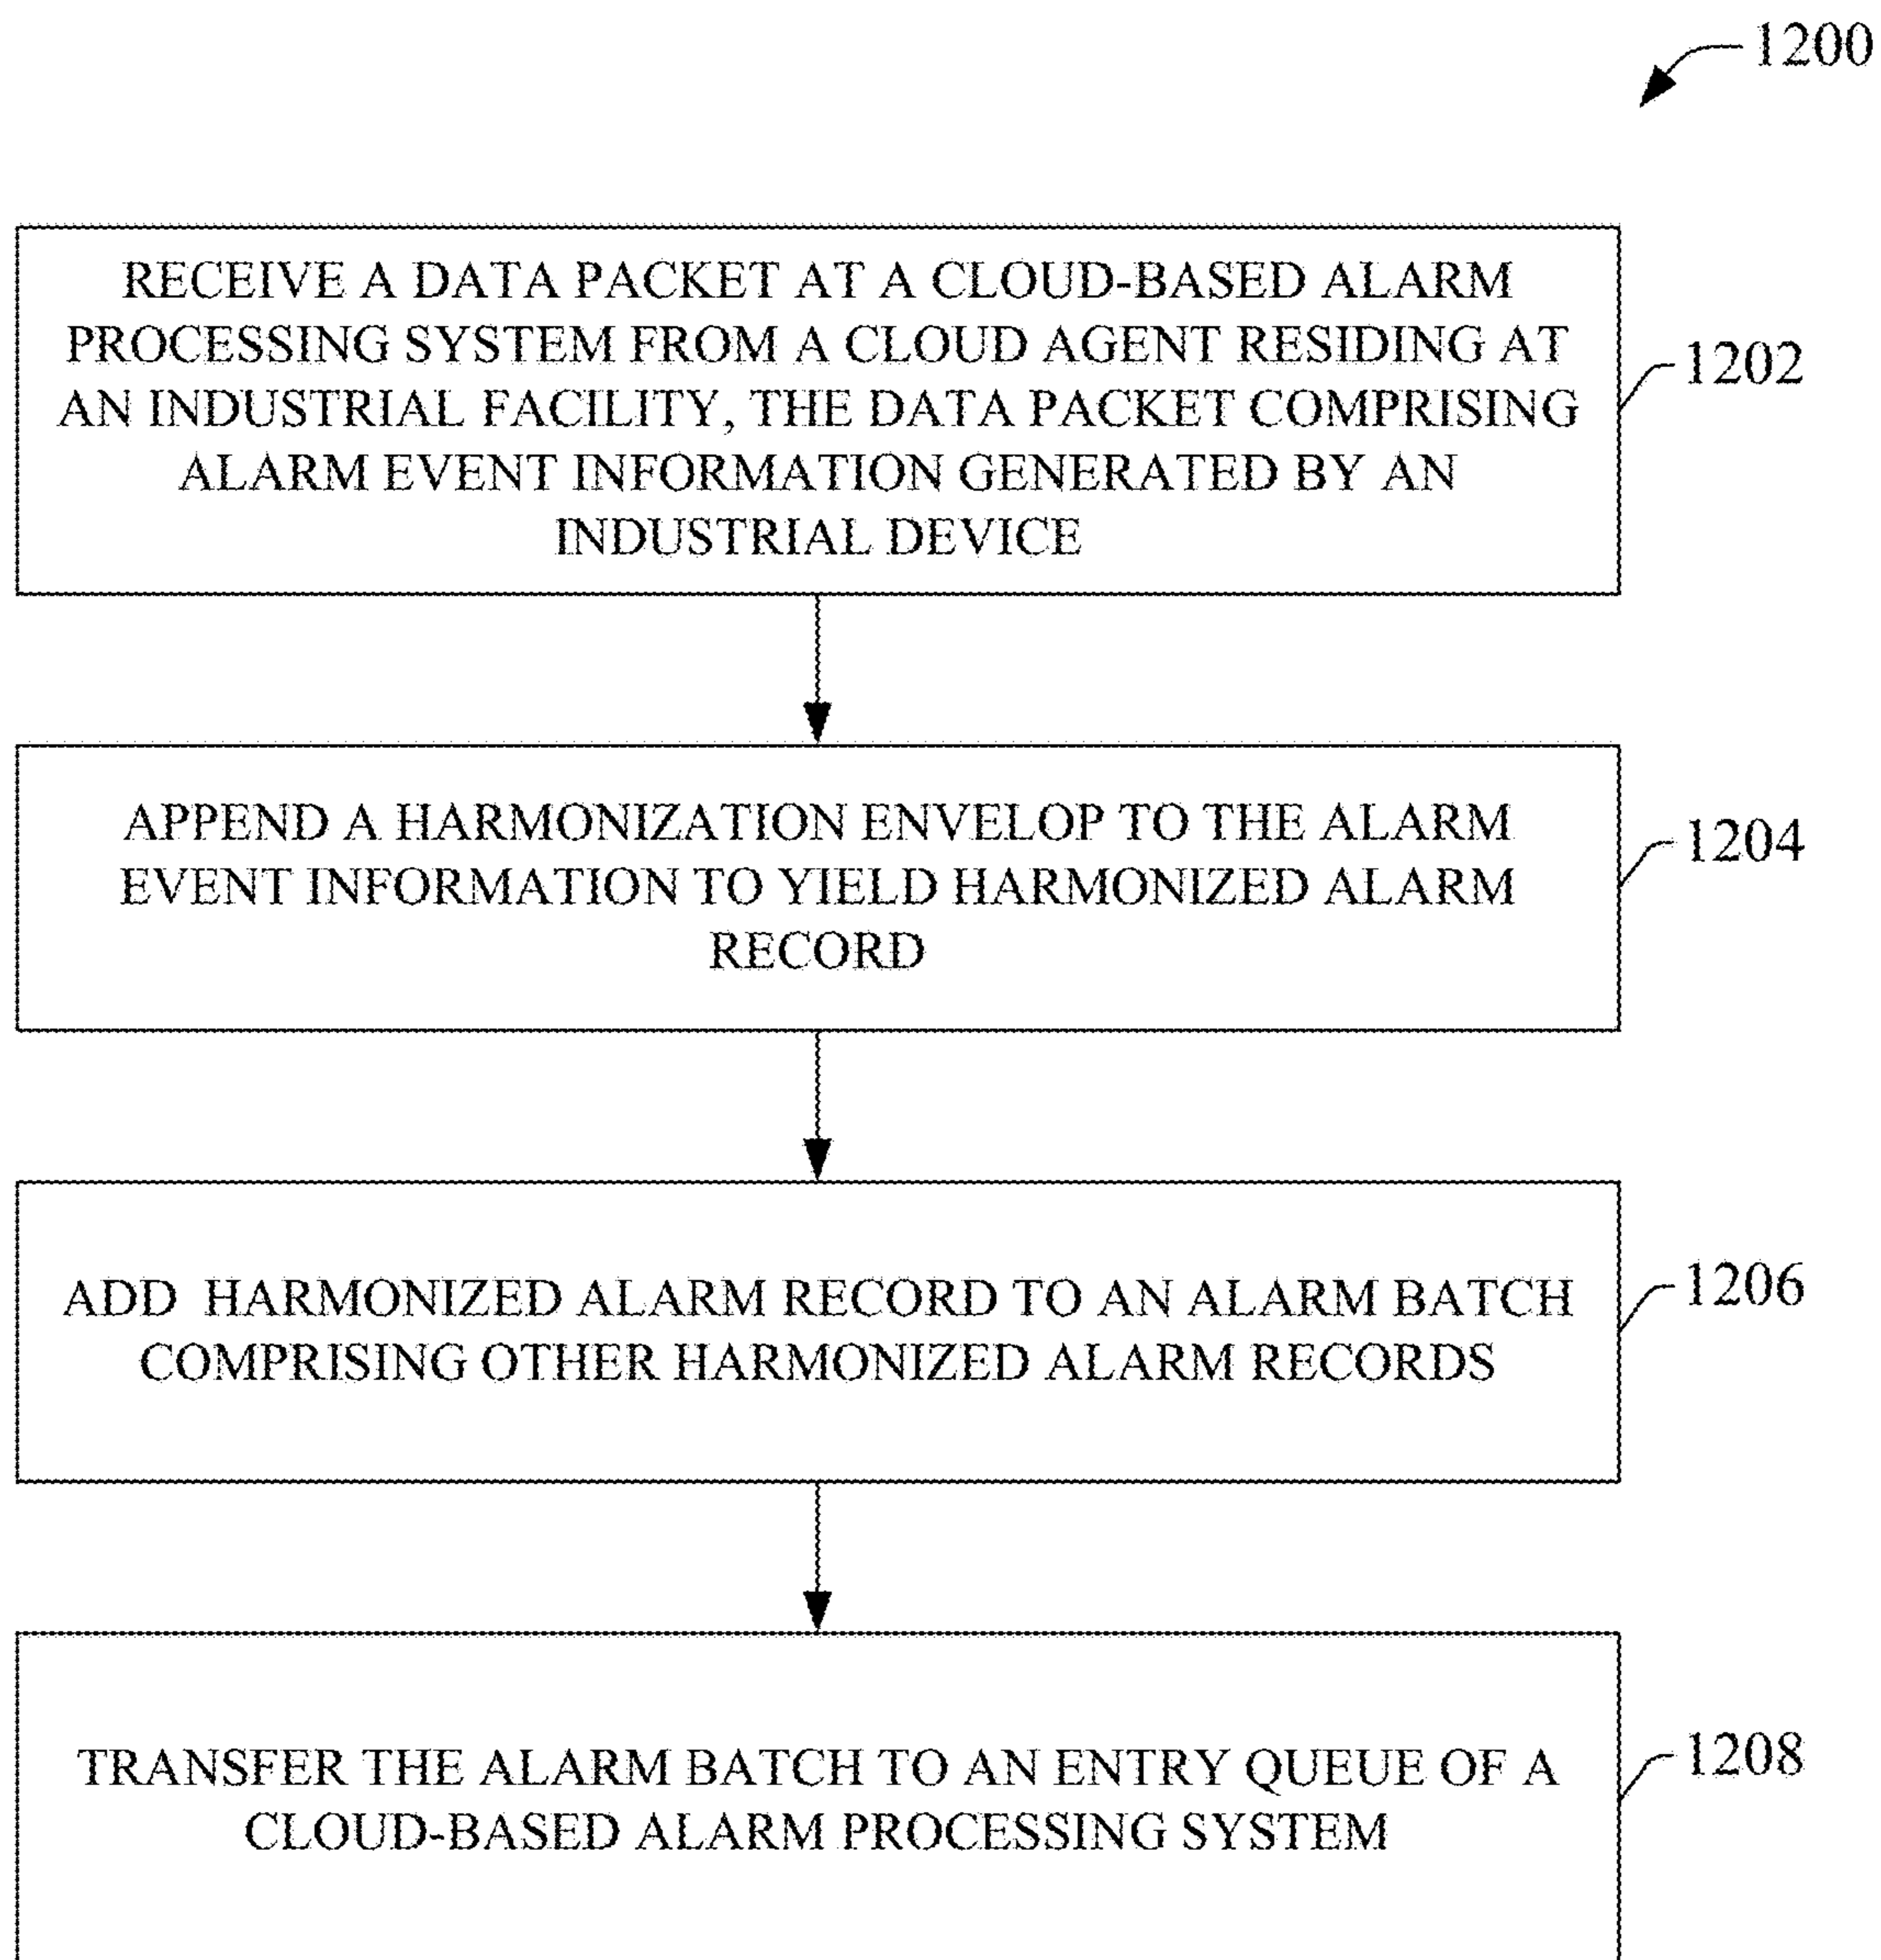 1200
RECEIVE A DATA PACKET AT A CLOUD-BASED ALARM
PROCESSING SYSTEM FROM A CLOUD AGENT RESIDING AT
AN INDUSTRIAL FACILITY, THE DATA PACKET COMPRISING
ALARM EVENT INFORMATION GENERATED BY AN
INDUSTRIAL DEVICE
1202
APPEND A HARMONIZATION ENVELOP TO THE ALARM
EVENT INFORMATION TO YIELD HARMONIZED ALARM
RECORD
1204
ADD HARMONIZED ALARM RECORD TO AN ALARM BATCH
COMPRISING OTHER HARMONIZED ALARM RECORDS
1206
TRANSFER THE ALARM BATCH TO AN ENTRY QUEUE OF A
CLOUD-BASED ALARM PROCESSING SYSTEM
1208